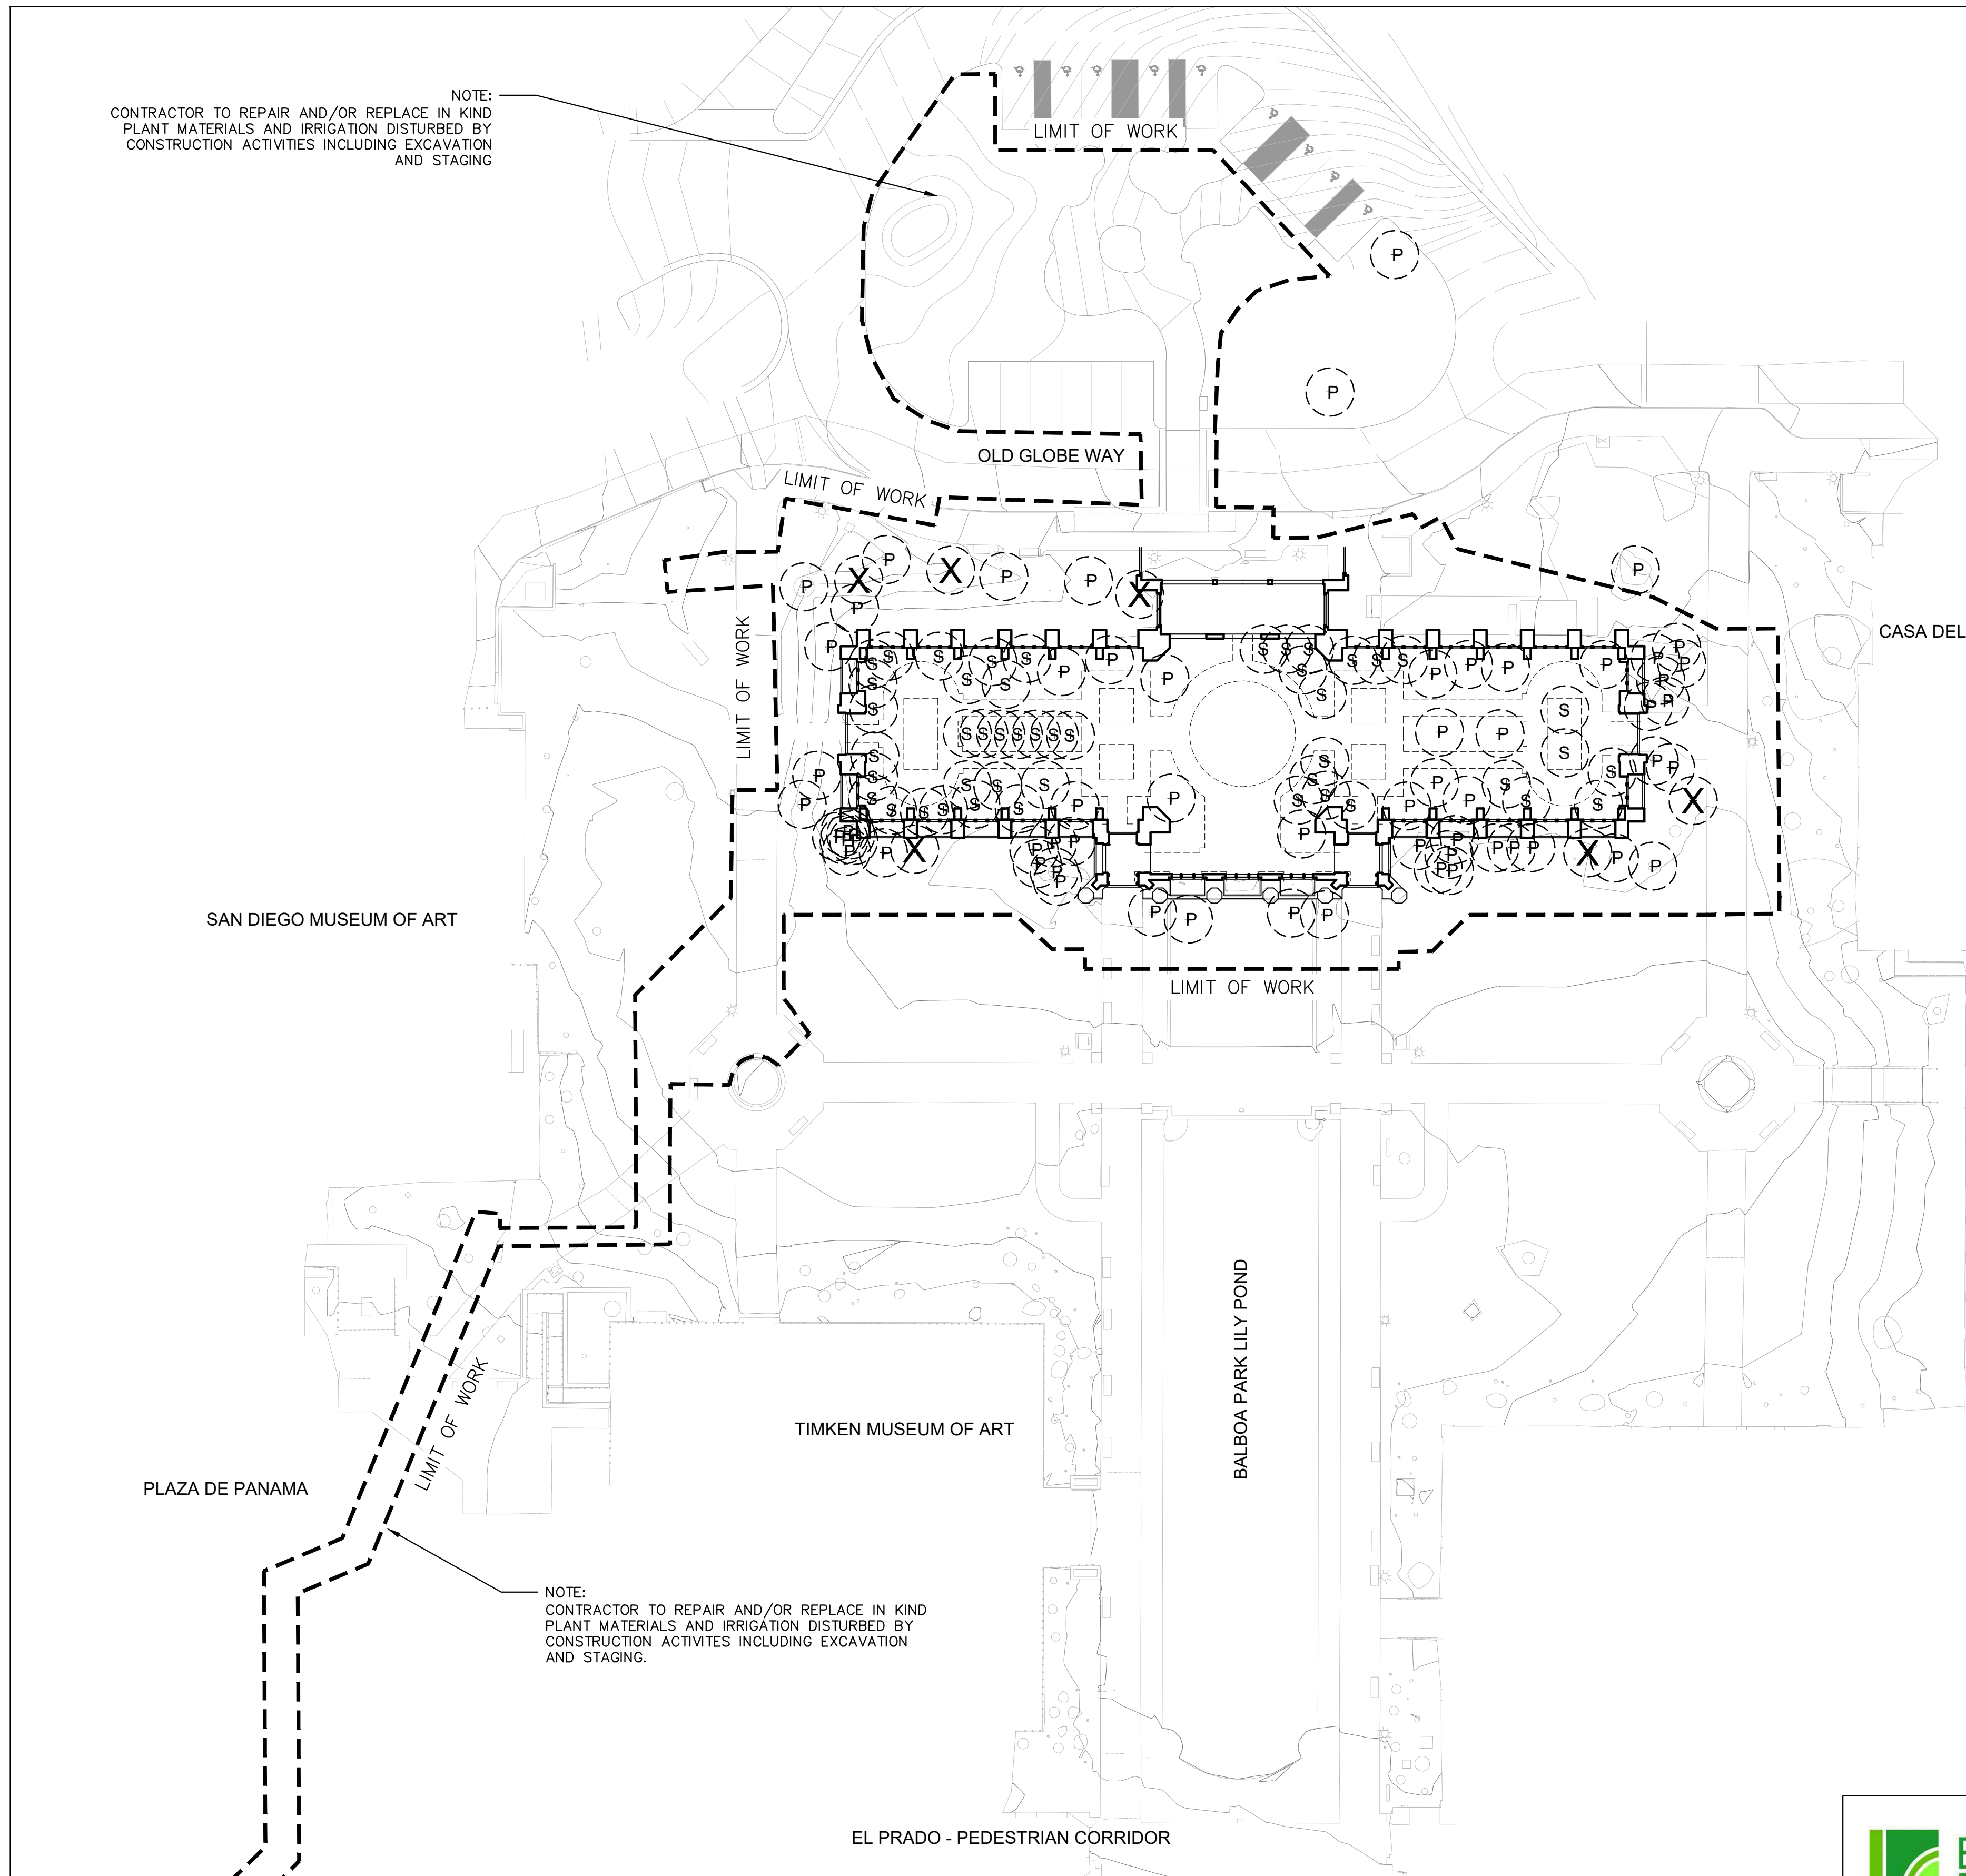 NOTE:
CONTRACTOR TO REPAIR AND/OR REPLACE IN KIND
PLANT MATERIALS AND IRRIGATION DISTURBED BY
CONSTRUCTION ACTIVITIES INCLUDING EXCAVATION
AND STAGING
LIMIT OF WORK
P
P
OLD GLOBE WAY
LIMIT OF WORK
LIMIT OF WORK
CASA DEL
SAN DIEGO MUSEUM OF ART
LIMIT OF WORK
BALBOA PARK LILY POND
LIMIT OF WORK
TIMKEN MUSEUM OF ART
PLAZA DE PANAMA
NOTE:
CONTRACTOR TO REPAIR AND/OR REPLACE IN KIND
PLANT MATERIALS AND IRRIGATION DISTURBED BY
CONSTRUCTION ACTIVITES INCLUDING EXCAVATION
AND STAGING.
EL PRADO - PEDESTRIAN CORRIDOR